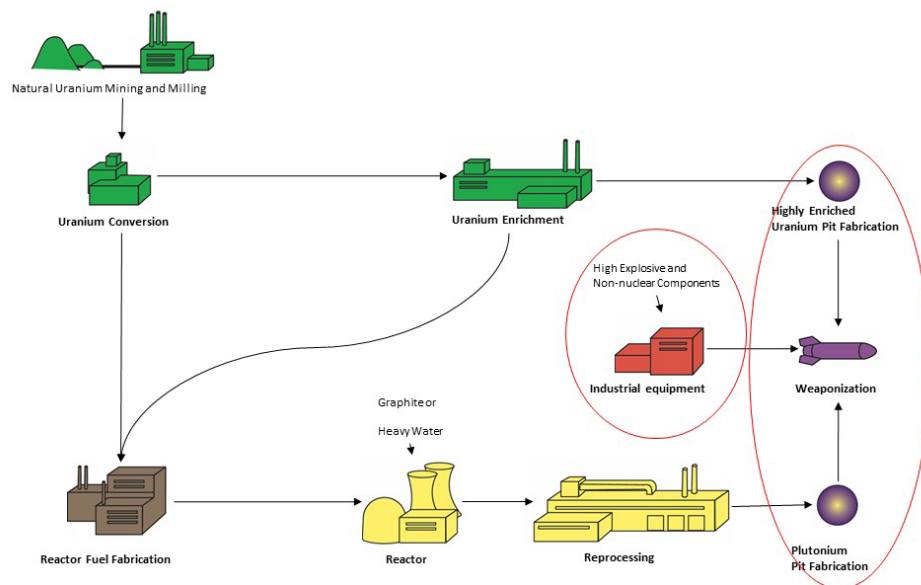 Natural Uranium Mining and Milling
Uranium Conversion
Uranium Enrichment
Highly Enriched
Uranium Pit Fabrication
High Explosive and
Non-nuclear Components
Industrial equipment
Weaponization
Graphite or
Heavy Water
Reactor Fuel Fabrication
Reactor
Reprocessing
Plutonium
Pit Fabrication